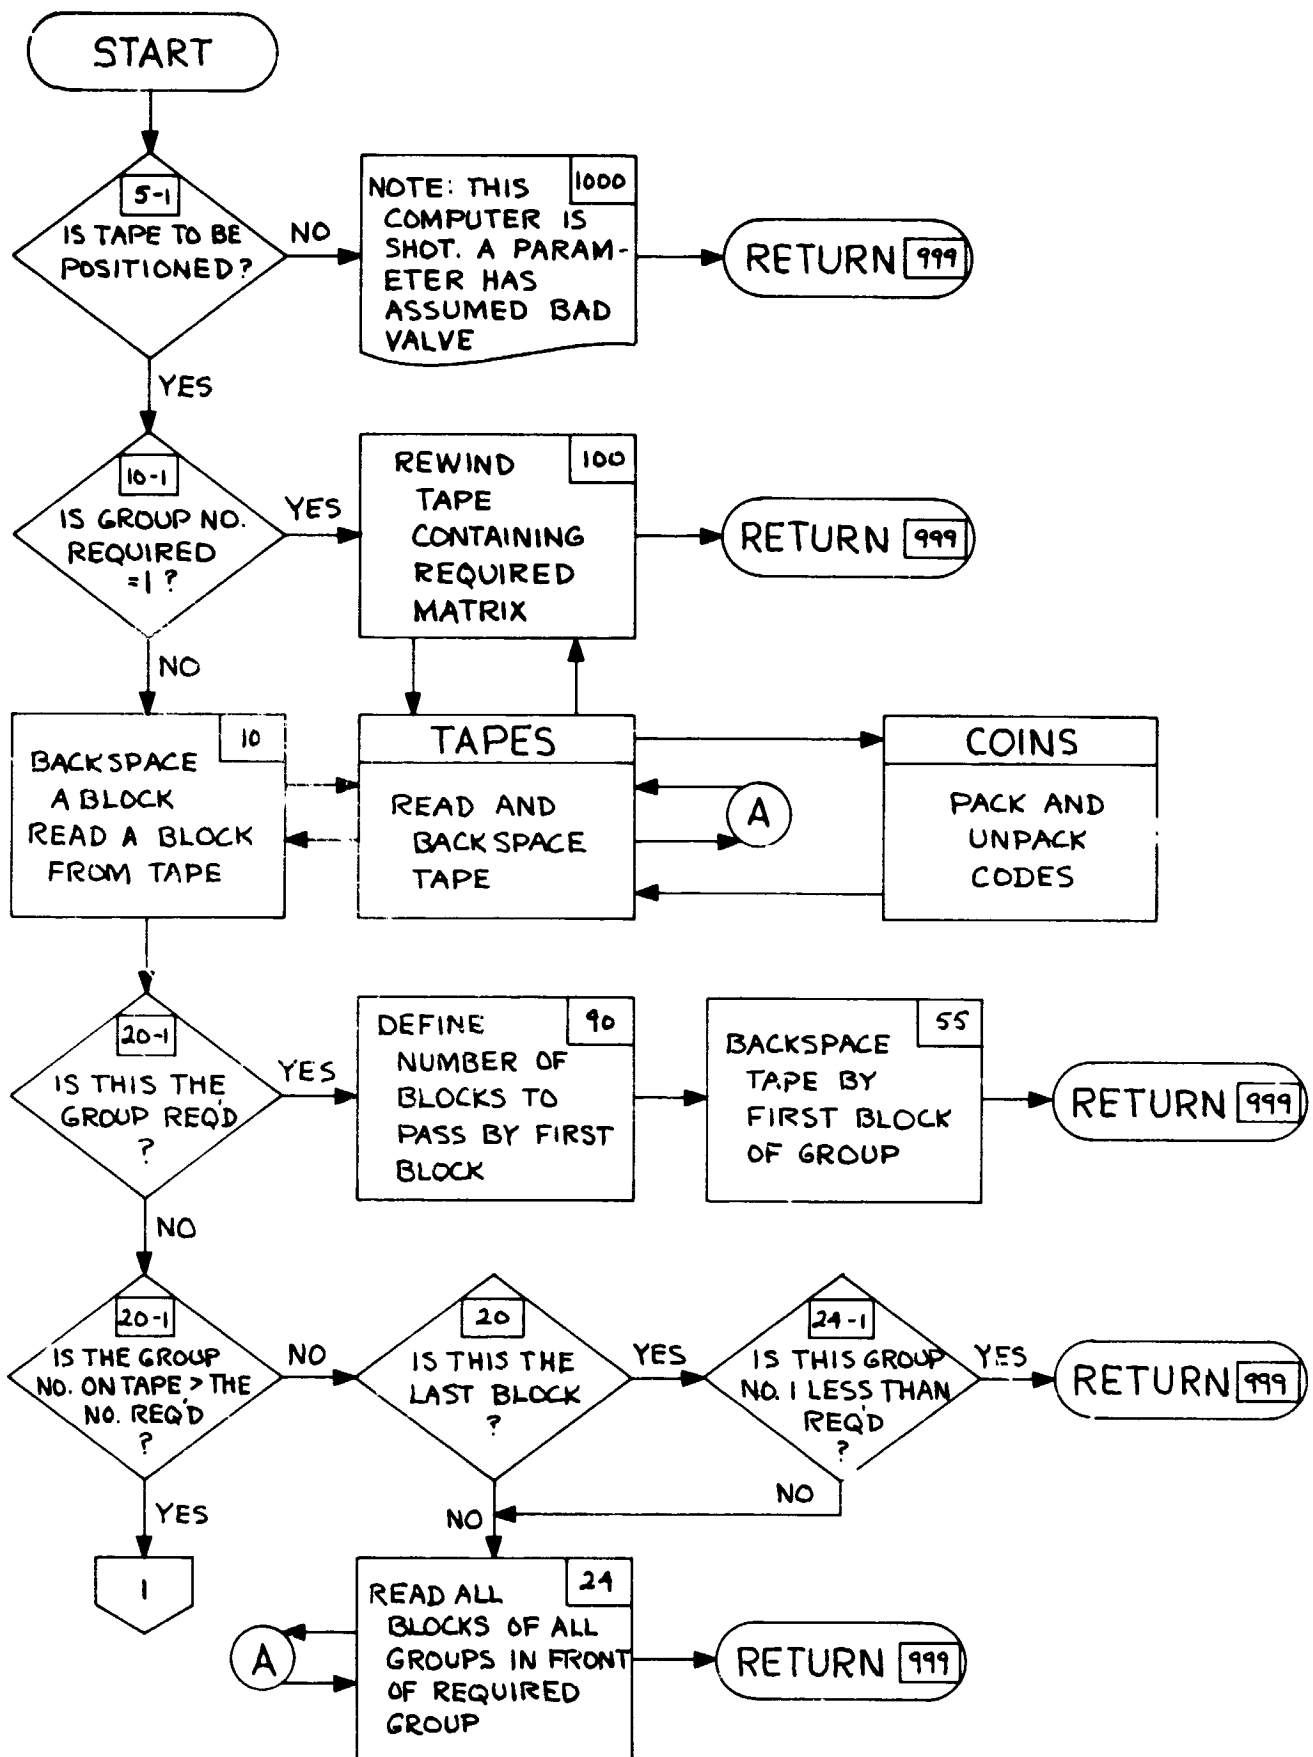 START
5-1
IS TAPE TO BE
POSITIONED?
NO
1000
NOTE: THIS
COMPUTER IS
SHOT. A PARAM-
ETER HAS
ASSUMED BAD
VALVE
RETURN 999
YES
10-1
IS GROUP NO.
REQUIRED
=1 ?
YES
100
REWIND
TAPE
CONTAINING
REQUIRED
MATRIX
RETURN 999
NO
10
BACKSPACE
A BLOCK
READ A BLOCK
FROM TAPE
TAPES
READ AND
BACKSPACE
TAPE
A
COINS
PACK AND
UNPACK
CODES
20-1
IS THIS THE
GROUP REQ'D
?
YES
90
DEFINE
NUMBER OF
BLOCKS TO
PASS BY FIRST
BLOCK
55
BACKSPACE
TAPE BY
FIRST BLOCK
OF GROUP
RETURN 999
NO
20-1
IS THE GROUP
NO. ON TAPE > THE
NO. REQ'D
?
NO
20
IS THIS THE
LAST BLOCK
?
YES
24-1
IS THIS GROUP
NO. 1 LESS THAN
REQ'D
?
YES
RETURN 999
YES
NO
NO
1
24
READ ALL
BLOCKS OF ALL
GROUPS IN FRONT
OF REQUIRED
GROUP
A
RETURN 999